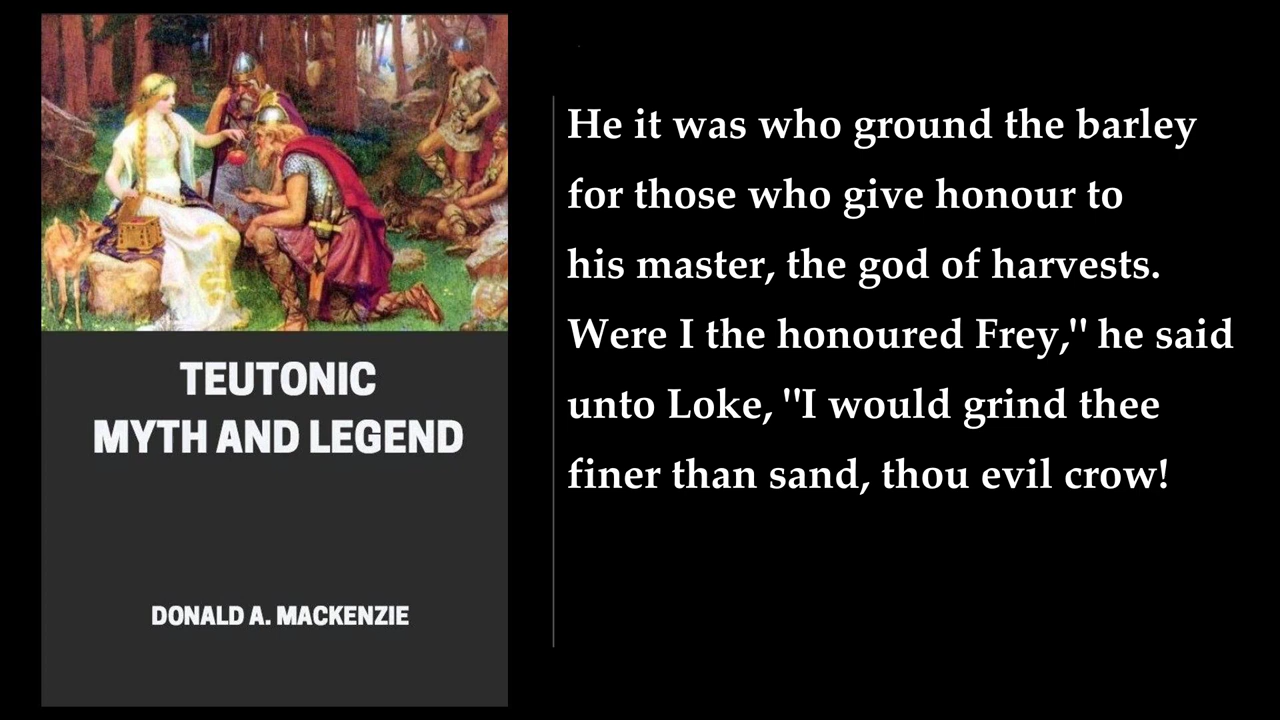 TEUTONIC
MYTH AND LEGEND
DONALD A. MACKENZIE
He it was who ground the barley
for those who give honour to
his master, the god of harvests.
Were I the honoured Frey," he said
unto Loke, "I would grind thee
finer than sand, thou evil crow!